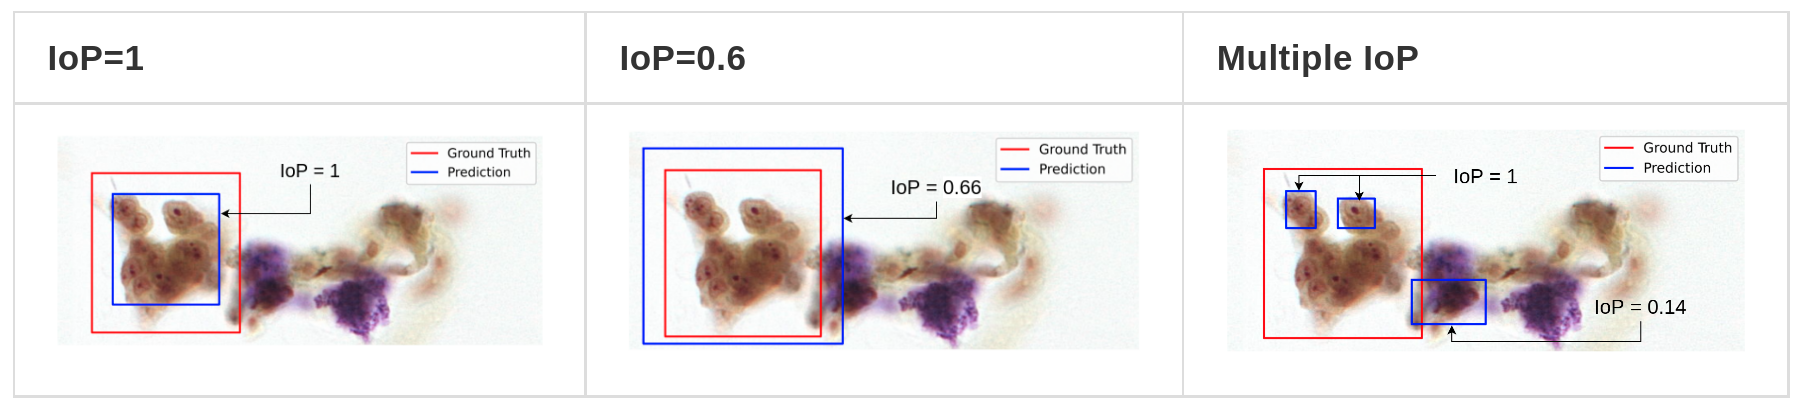 IoP=1
IoP=0.6
Multiple IoP
Ground Truth
Prediction
IoP = 1
Ground Truth
Prediction
IoP = 0.66
Ground Truth
Prediction
IoP = 1
IoP = 0.14